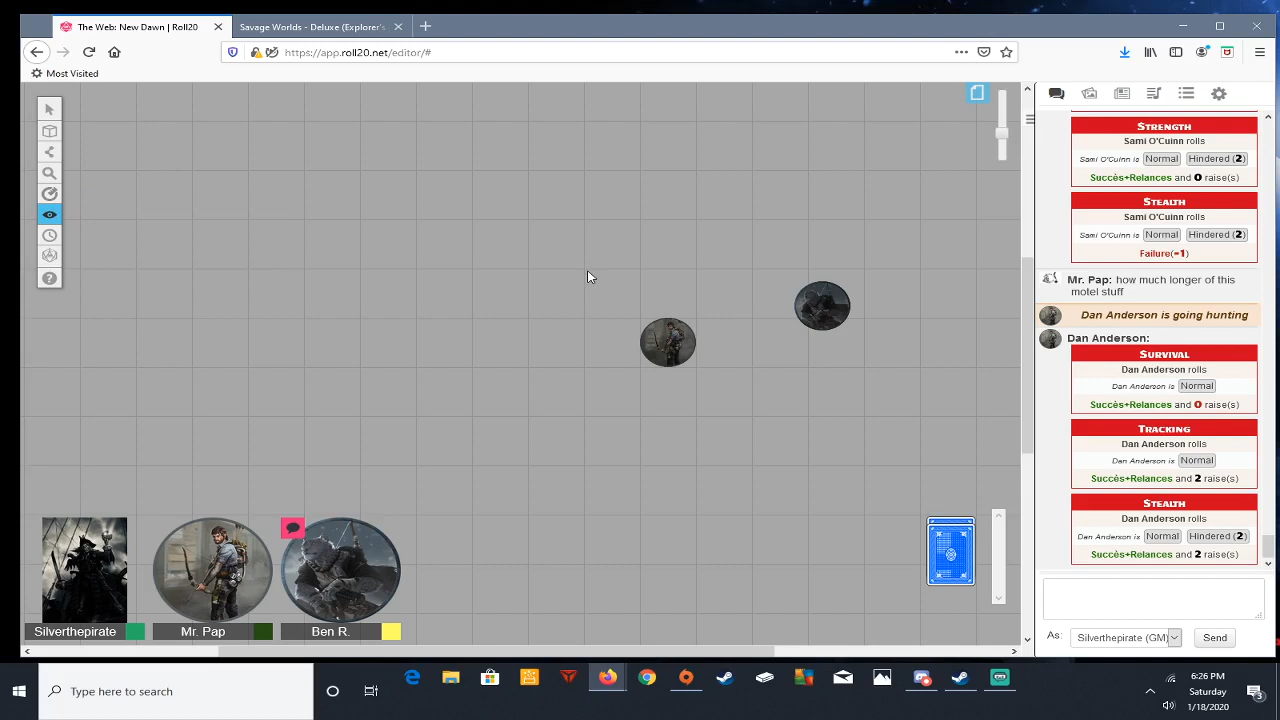 The Web: New Dawn | Roll20
Savage Worlds - Deluxe (Explorer's
https://app.roll20.net/editor/#
Most Visited
STRENGTH
Sami O'Cuinn rolls
Sami O'Cuinn is Normal Hindered (2)
Succès+Relances and 0 raise(s)
STEALTH
Sami O'Cuinn rolls
Sami O'Cuinn is Normal Hindered (2)
Failure(-1)
Mr. Pap: how much longer of this
motel stuff
Dan Anderson is going hunting
Dan Anderson:
SURVIVAL
Dan Anderson rolls
Dan Anderson is Normal
Succès+Relances and 0 raise(s)
TRACKING
Dan Anderson rolls
Dan Anderson is Normal
Succès+Relances and 2 raise(s)
STEALTH
Dan Anderson rolls
Dan Anderson is Normal Hindered (2)
Succès+Relances and 2 raise(s)
Silverthepirate
Mr. Pap
Ben R.
As: Silverthepirate (GM) Send
Type here to search
6:26 PM
Saturday
1/18/2020
3